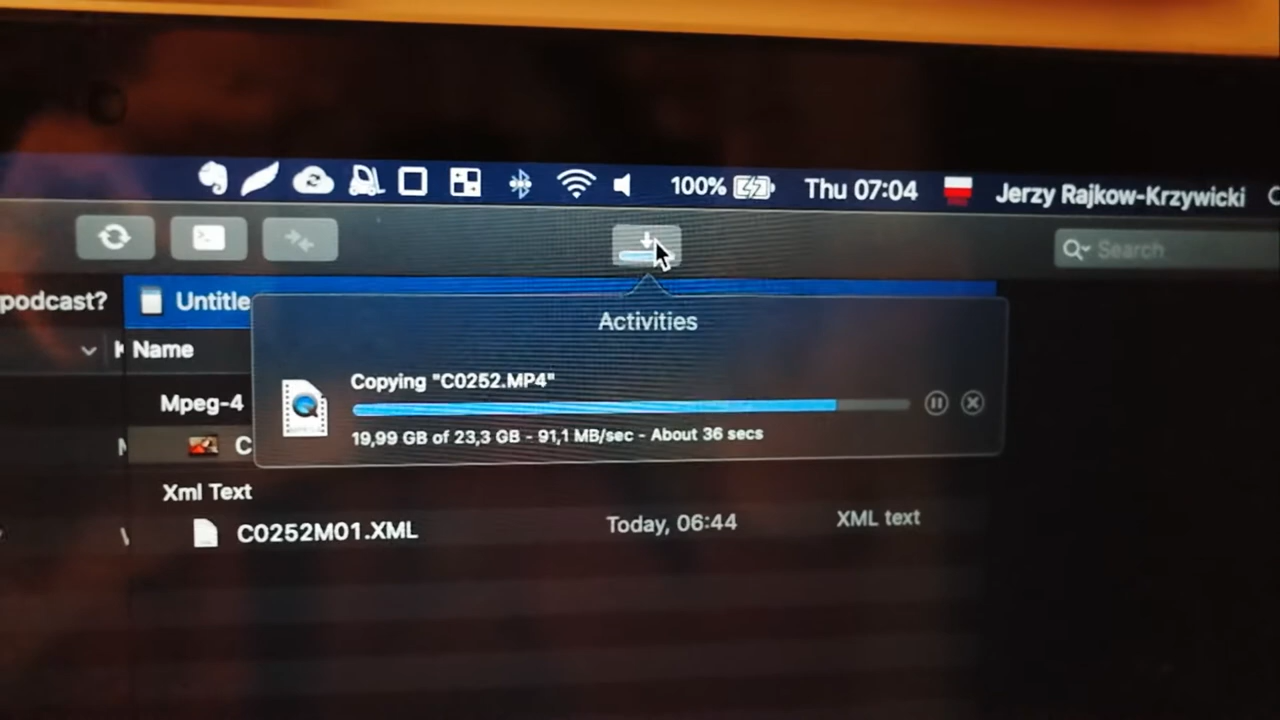 100% Thu 07:04 Jerzy Rajkow-Krzywicki
Search
podcast? Untitle
Activities
Name
Copying "C0252.MP4"
Mpeg-4
19,99 GB of 23,3 GB - 91,1 MB/sec - About 36 secs
C
Xml Text
C0252M01.XML Today, 06:44 XML text